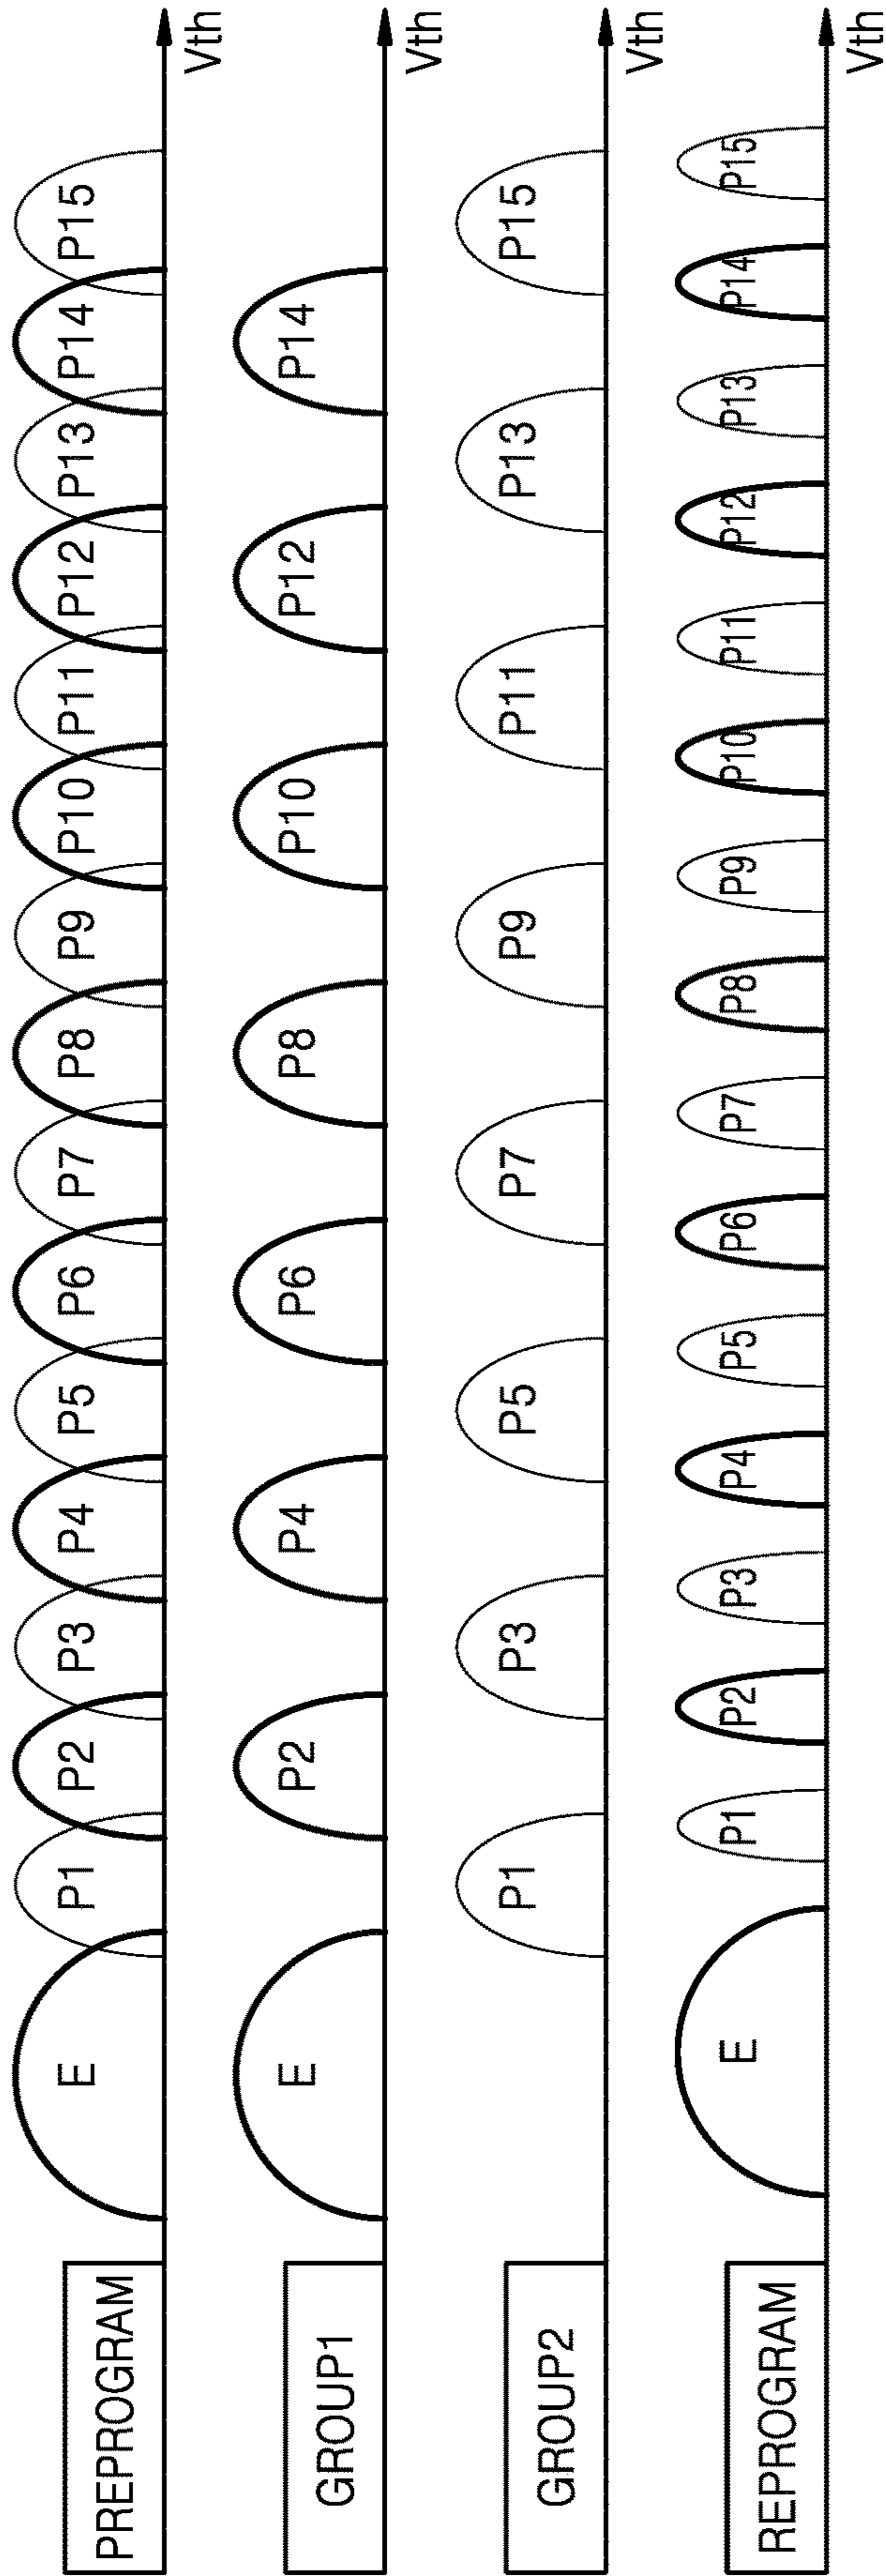 PREPROGRAM
E P1 P2 P3 P4 P5 P6 P7 P8 P9 P10 P11 P12 P13 P14 P15 Vth
GROUP1
E P2 P4 P6 P8 P10 P12 P14 Vth
GROUP2
P1 P3 P5 P7 P9 P11 P13 P15 Vth
REPROGRAM
E P1 P2 P3 P4 P5 P6 P7 P8 P9 P10 P11 P12 P13 P14 P15 Vth